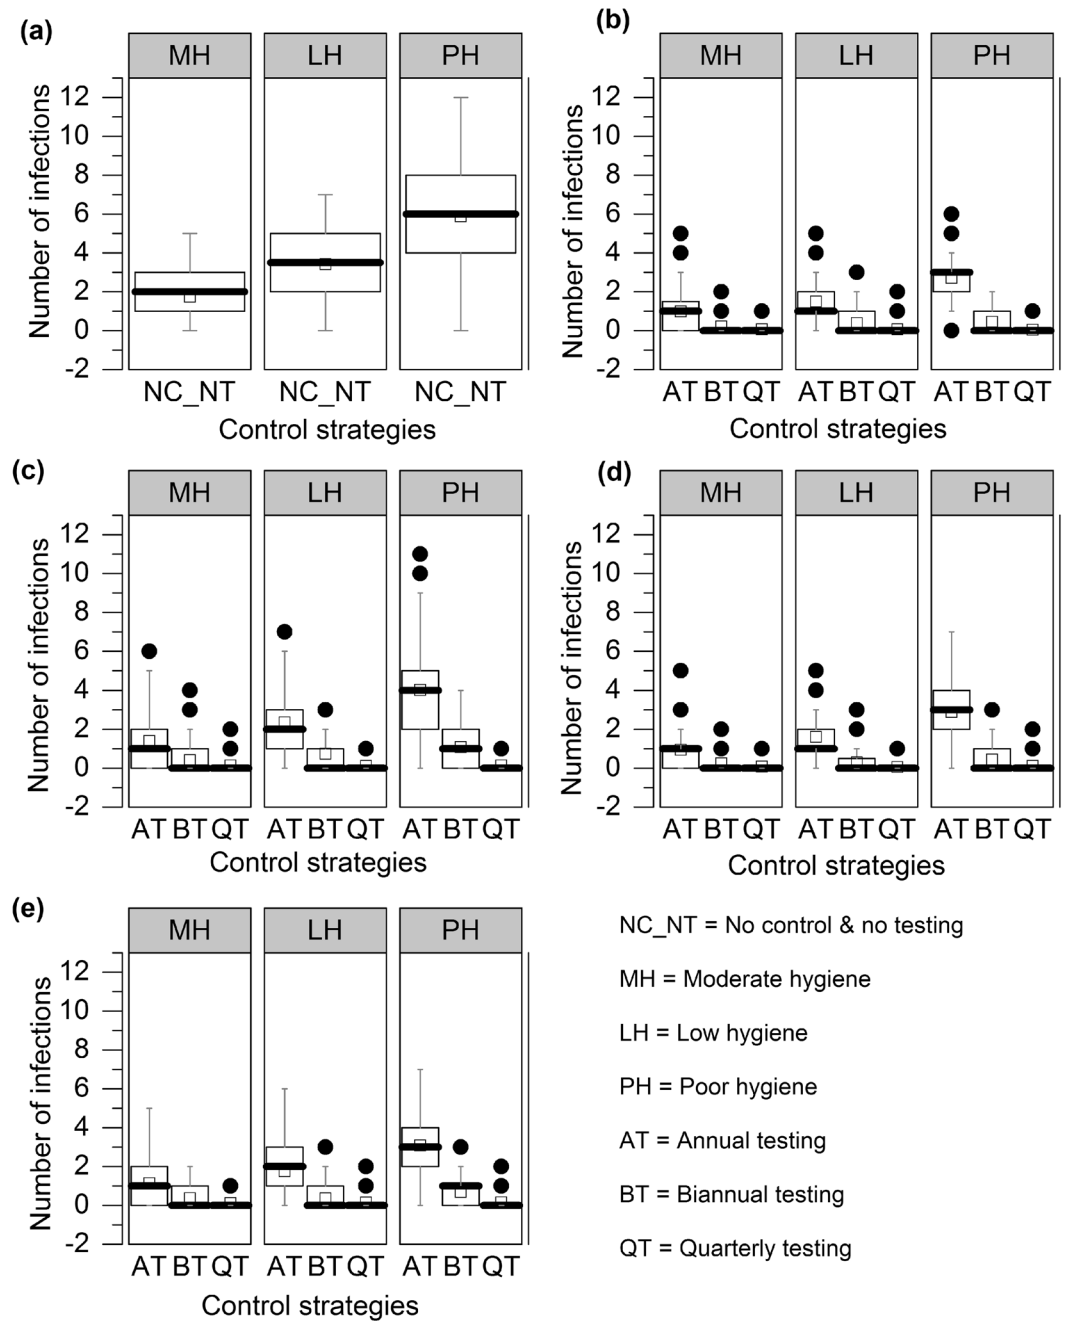 (a)
MH LH PH
Number of infections
12
10
8
6
4
2
0
-2
NC_NT NC_NT NC_NT
Control strategies
(b)
MH LH PH
Number of infections
12
10
8
6
4
2
0
-2
AT BT QT AT BT QT AT BT QT
Control strategies
(c)
MH LH PH
Number of infections
12
10
8
6
4
2
0
-2
AT BT QT AT BT QT AT BT QT
Control strategies
(d)
MH LH PH
Number of infections
12
10
8
6
4
2
0
-2
AT BT QT AT BT QT AT BT QT
Control strategies
(e)
MH LH PH
Number of infections
12
10
8
6
4
2
0
-2
AT BT QT AT BT QT AT BT QT
Control strategies
NC_NT = No control & no testing
MH = Moderate hygiene
LH = Low hygiene
PH = Poor hygiene
AT = Annual testing
BT = Biannual testing
QT = Quarterly testing